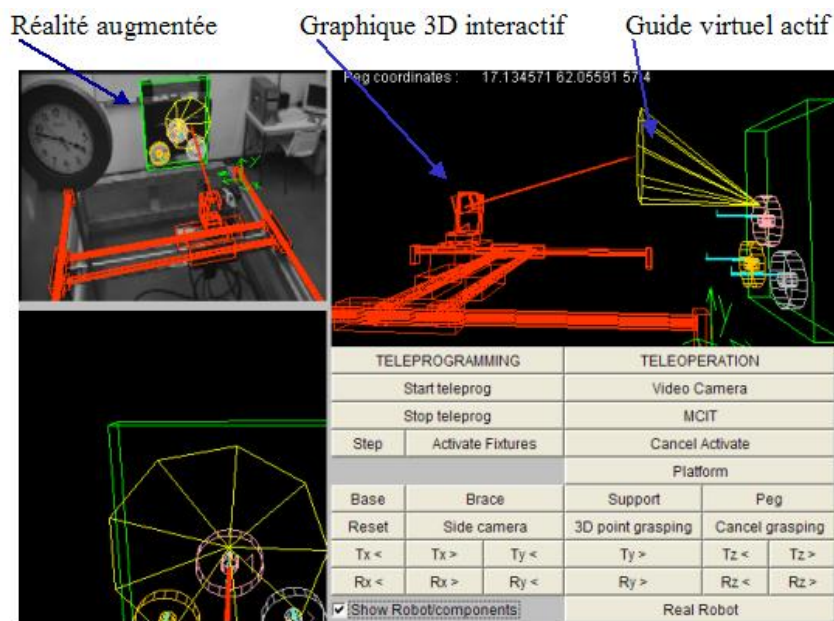 Réalité augmentée Graphique 3D interactif Guide virtuel actif
Peg coordinates : 17.134571 62.05591 57.4
TELEPROGRAMMING TELEOPERATION
Start teleprog Video Camera
Stop teleprog MCIT
Step Activate Fixtures Cancel Activate
Platform
Base Brace Support Peg
Reset Side camera 3D point grasping Cancel grasping
Tx < Tx > Ty < Ty > Tz < Tz >
Rx < Rx > Ry < Ry > Rz < Rz >
Show Robot/components Real Robot